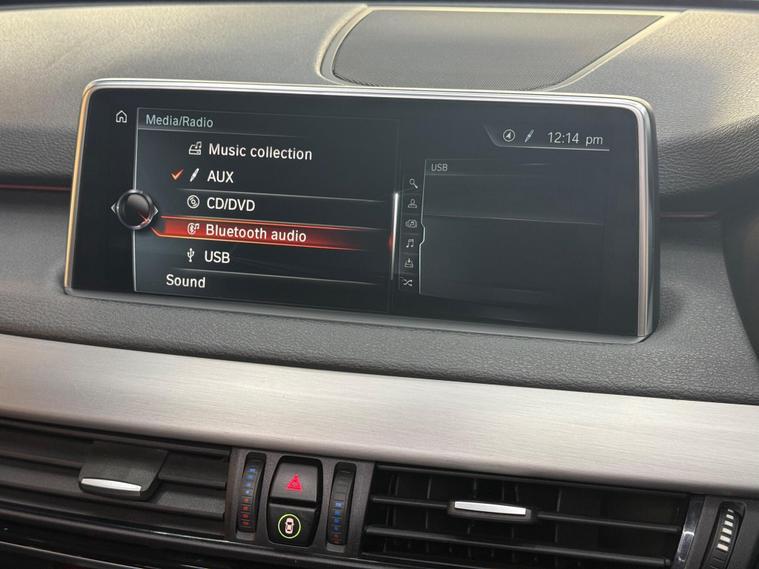 Media/Radio
12:14 pm
Music collection
AUX
CD/DVD
Bluetooth audio
USB
Sound
USB